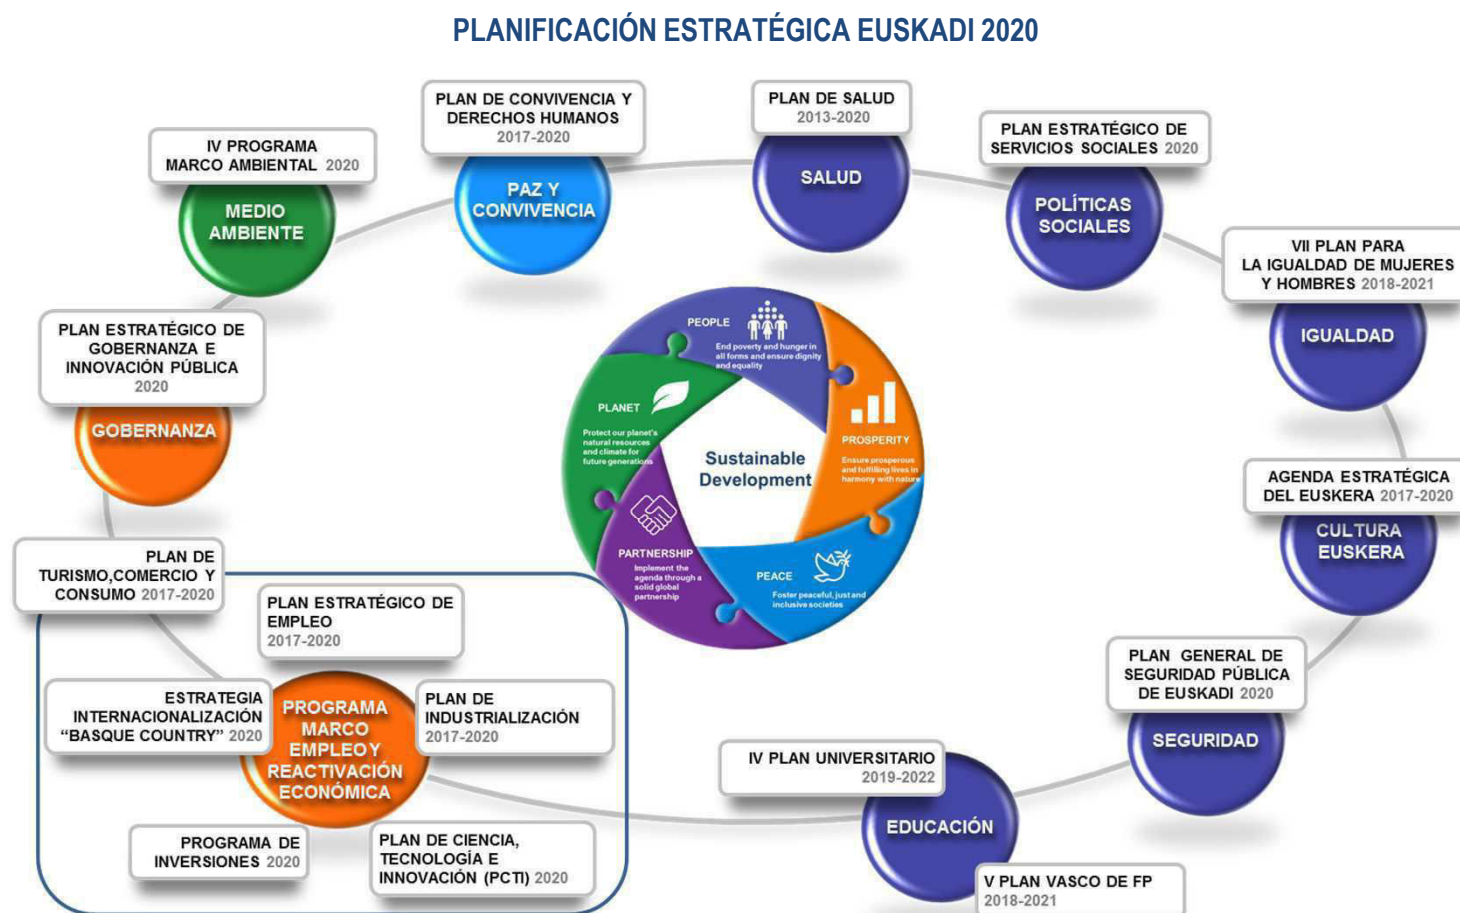 PLANIFICACIÓN ESTRATÉGICA EUSKADI 2020
PLAN DE CONVIVENCIA Y
DERECHOS HUMANOS
2017-2020
PAZ Y
CONVIVENCIA
PLAN DE SALUD
2013-2020
SALUD
PLAN ESTRATÉGICO DE
SERVICIOS SOCIALES 2020
POLÍTICAS
SOCIALES
IV PROGRAMA
MARCO AMBIENTAL 2020
MEDIO
AMBIENTE
VII PLAN PARA
LA IGUALDAD DE MUJERES
Y HOMBRES 2018-2021
IGUALDAD
PLAN ESTRATÉGICO DE
GOBERNANZA E
INNOVACIÓN PÚBLICA
2020
GOBERNANZA
PEOPLE
End poverty and hunger in
all forms and ensure dignity
and equality
PLANET
Protect our planet's
natural resources
and climate for
future generations
PROSPERITY
Ensure prosperous
and fulfilling lives in
harmony with nature
Sustainable
Development
PARTNERSHIP
Implement the
agenda through a
solid global
partnership
PEACE
Foster peaceful, just and
inclusive societies
AGENDA ESTRATÉGICA
DEL EUSKERA 2017-2020
CULTURA
EUSKERA
PLAN DE
TURISMO,COMERCIO Y
CONSUMO 2017-2020
PLAN ESTRATÉGICO DE
EMPLEO
2017-2020
ESTRATEGIA
INTERNACIONALIZACIÓN
“BASQUE COUNTRY” 2020
PROGRAMA
MARCO
EMPLEO Y
REACTIVACIÓN
ECONÓMICA
PLAN DE
INDUSTRIALIZACIÓN
2017-2020
PROGRAMA DE
INVERSIONES 2020
PLAN DE CIENCIA,
TECNOLOGÍA E
INNOVACIÓN (PCTI) 2020
PLAN GENERAL DE
SEGURIDAD PÚBLICA
DE EUSKADI 2020
SEGURIDAD
IV PLAN UNIVERSITARIO
2019-2022
EDUCACIÓN
V PLAN VASCO DE FP
2018-2021